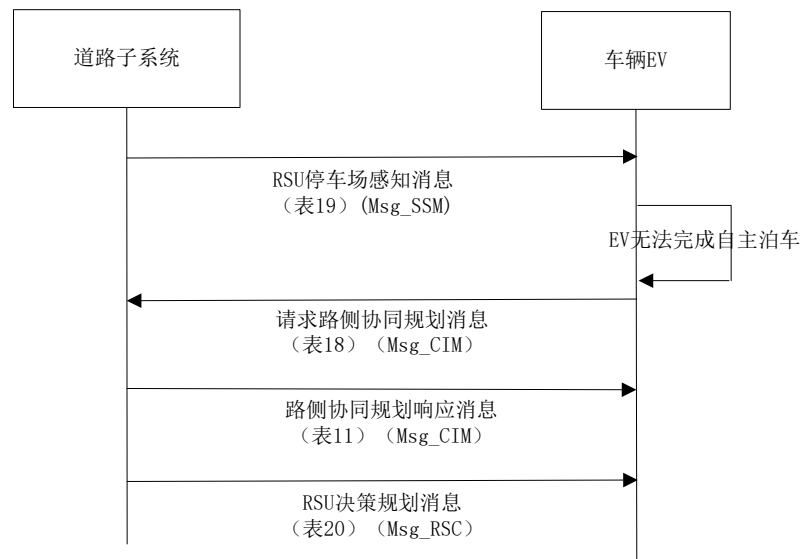 道路子系统
车辆EV
RSU停车场感知消息
（表19）(Msg_SSM)
EV无法完成自主泊车
请求路侧协同规划消息
（表18）（Msg_CIM）
路侧协同规划响应消息
（表11）（Msg_CIM）
RSU决策规划消息
（表20）（Msg_RSC）